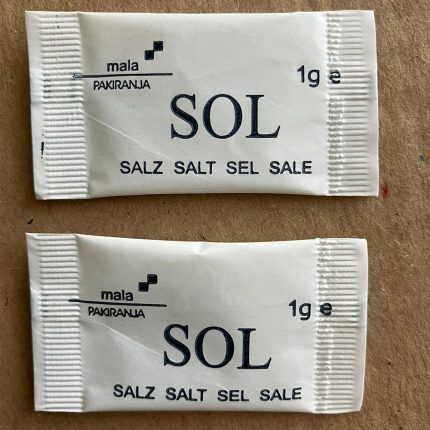 mala
PAKIRANJA
1g e
SOL
SALZ SALT SEL SALE
mala
PAKIRANJA
1g e
SOL
SALZ SALT SEL SALE